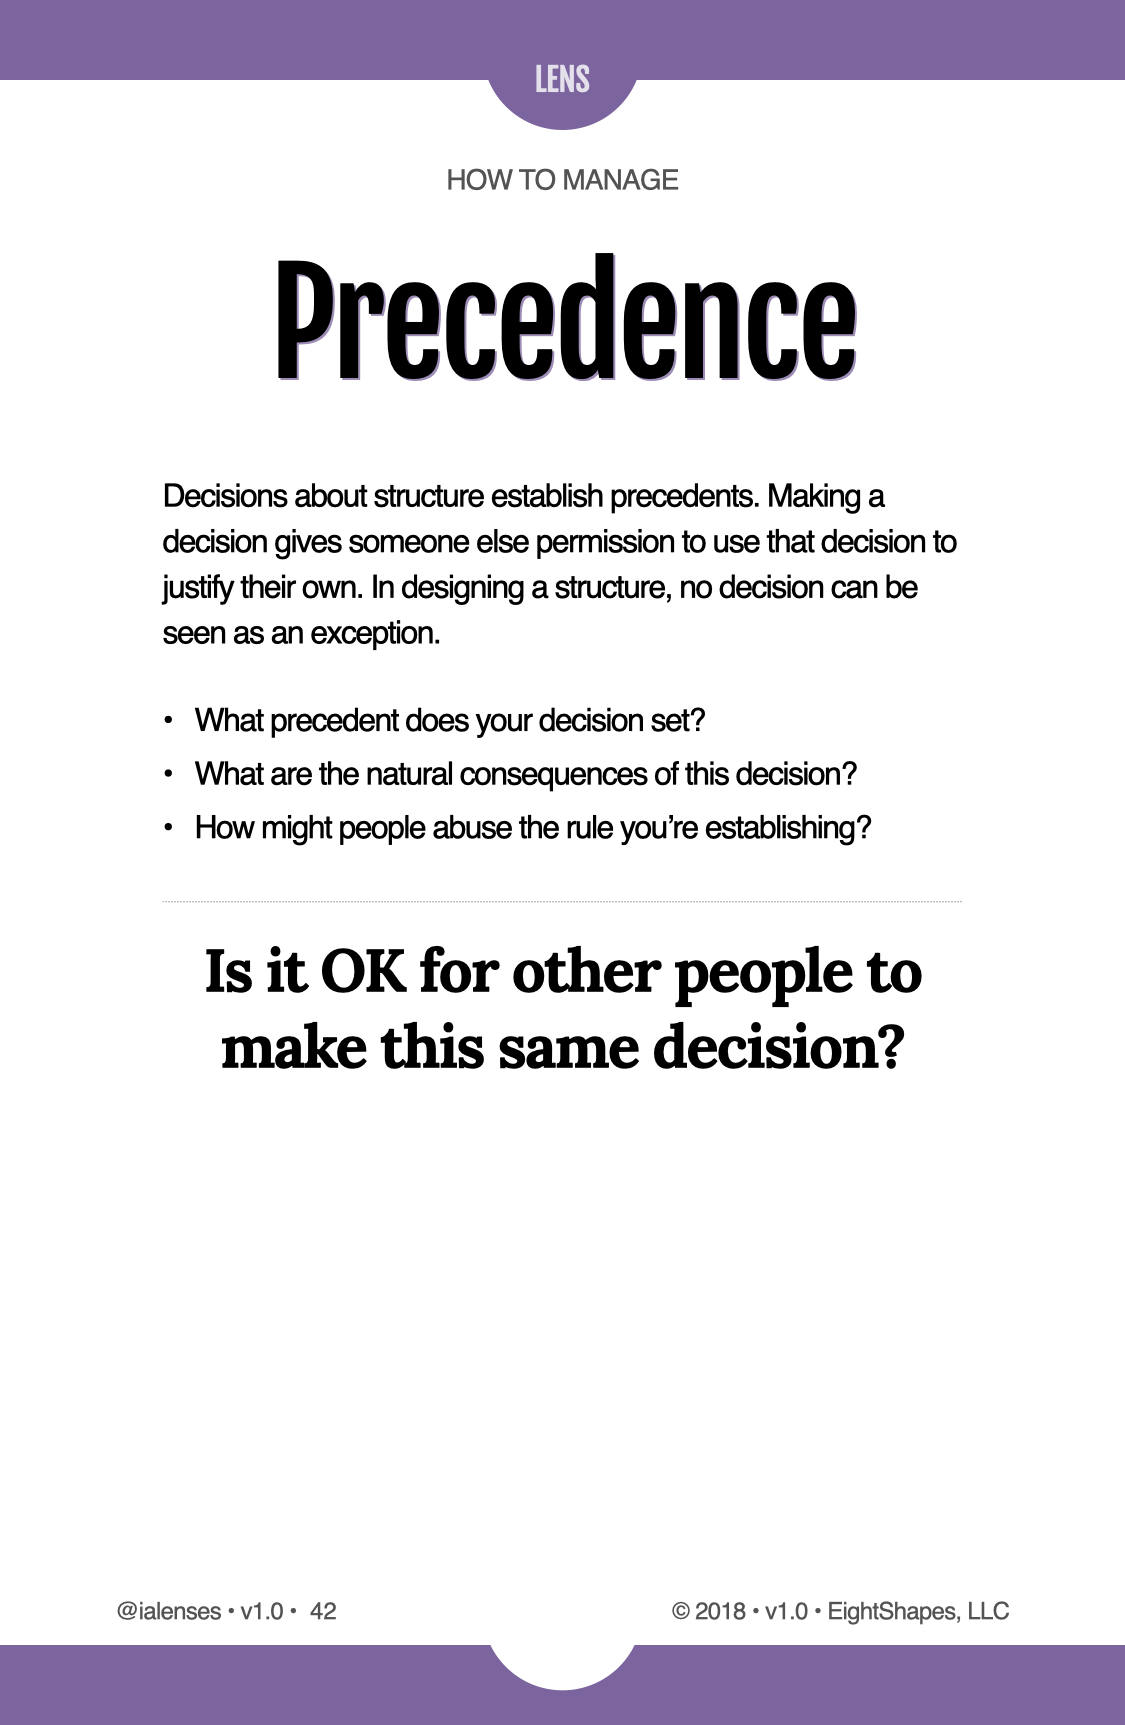 LENS
HOW TO MANAGE
Precedence
Decisions about structure establish precedents. Making a
decision gives someone else permission to use that decision to
justify their own. In designing a structure, no decision can be
seen as an exception.
• What precedent does your decision set?
• What are the natural consequences of this decision?
• How might people abuse the rule you’re establishing?
Is it OK for other people to
make this same decision?
@ialenses • v1.0 • 42
© 2018 • v1.0 • EightShapes, LLC